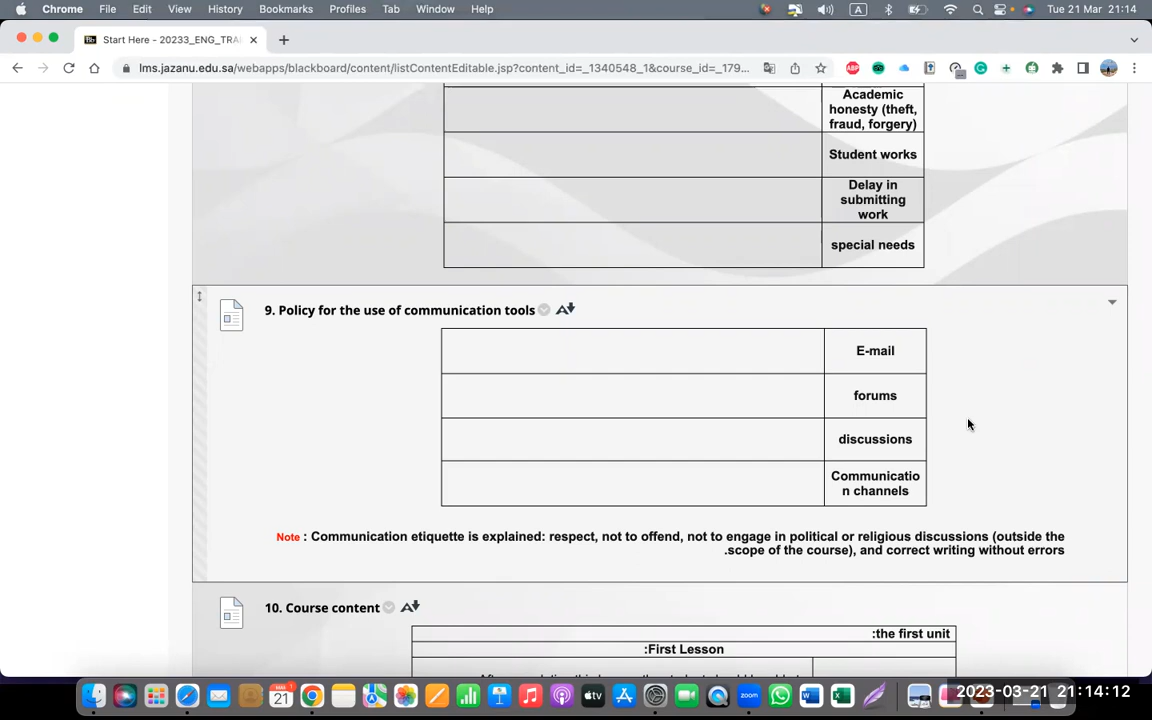 Chrome File Edit View History Bookmarks Profiles Tab Window Help A Tue 21 Mar 21:14
Start Here - 20233_ENG_TRA
lms.jazanu.edu.sa/webapps/blackboard/content/listContentEditable.jsp?content_id=_1340548_1&course_id=_179...
Academic
honesty (theft,
fraud, forgery)
Student works
Delay in
submitting
work
special needs
9. Policy for the use of communication tools
E-mail
forums
discussions
Communicatio
n channels
Note : Communication etiquette is explained: respect, not to offend, not to engage in political or religious discussions (outside the
.scope of the course), and correct writing without errors
10. Course content
:the first unit
:First Lesson
MAR
21
zoom
tv
2023-03-21 21:14:12